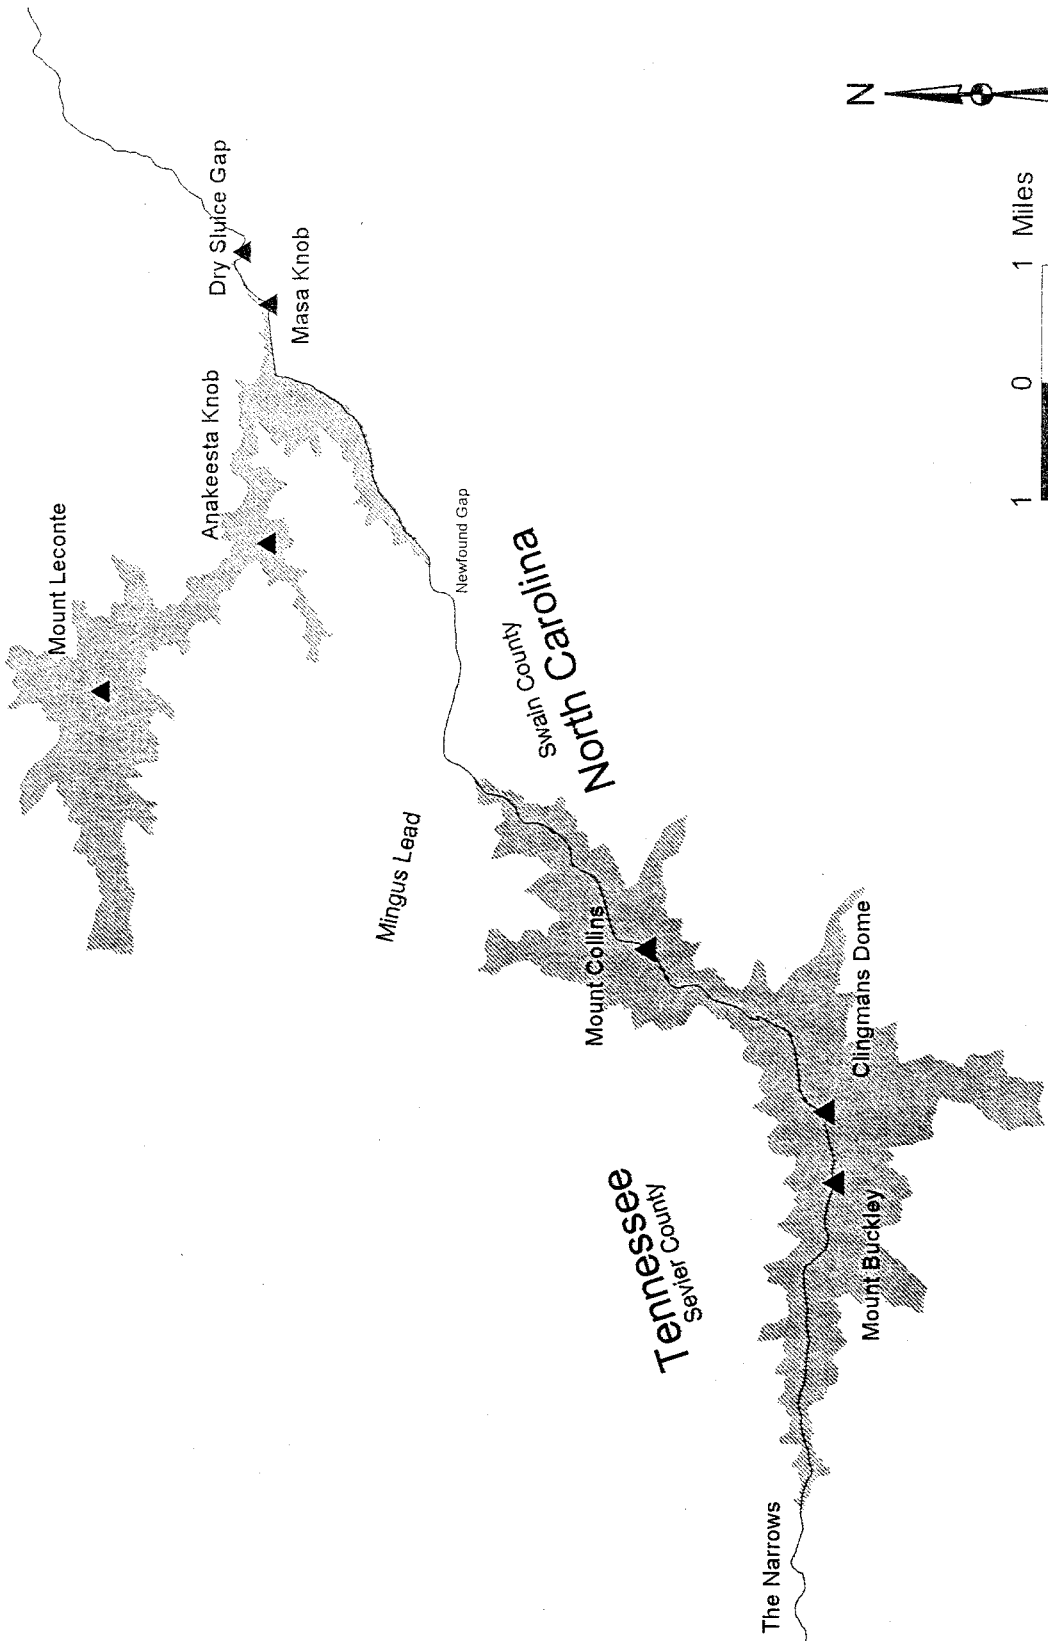 Mount Leconte
Anakeesta Knob
Dry Sluice Gap
Masa Knob
Newfound Gap
Mingus Lead
Swain County
North Carolina
Mount Collins
Clingmans Dome
Mount Buckley
Tennessee
Sevier County
The Narrows
N
1 0 1 Miles